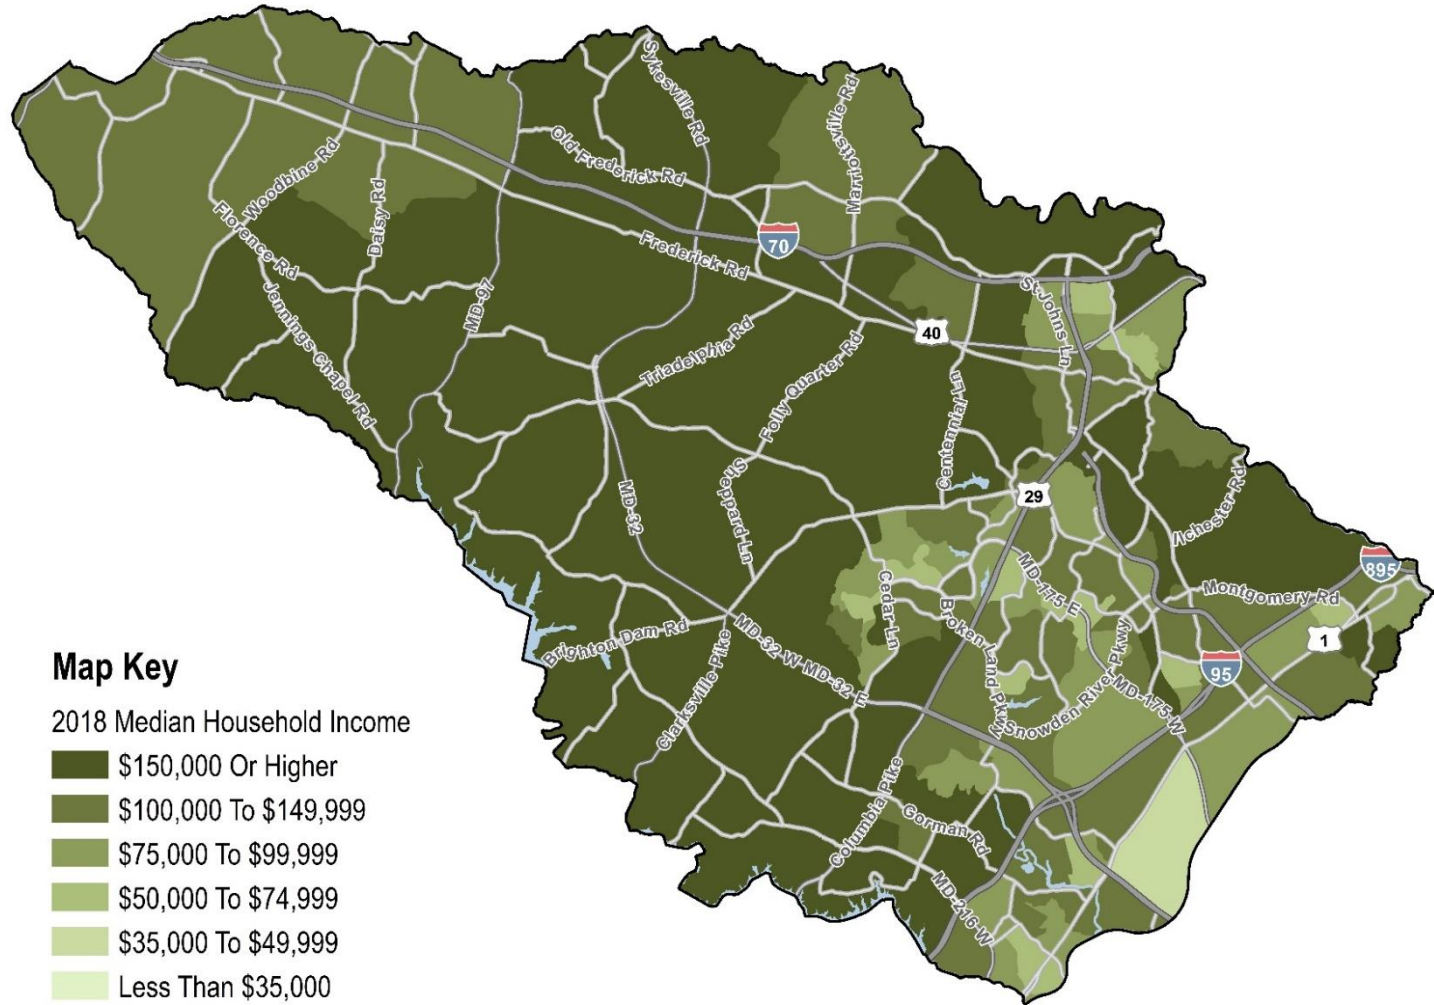 Sykesville Rd
Marriottsville Rd
Old Frederick Rd
Woodbine Rd
Daisy Rd
Florence Rd
70
Frederick Rd
Jennings Chapel Rd
MD-97
St Johns Ln
40
Triadelphia Rd
Folly Quarter Rd
Centennial Ln
Sheppard Ln
MD-32
29
Ilchester Rd
895
MD-175 E
Montgomery Rd
Cedar Ln
Broken Land Pkwy
1
Brighton Dam Rd
MD-32 W
MD-32 E
Snowden River Pkwy
95
MD-175 W
Clarksville Pike
Columbia Pike
Gorman Rd
MD-216 W
Map Key
2018 Median Household Income
$150,000 Or Higher
$100,000 To $149,999
$75,000 To $99,999
$50,000 To $74,999
$35,000 To $49,999
Less Than $35,000